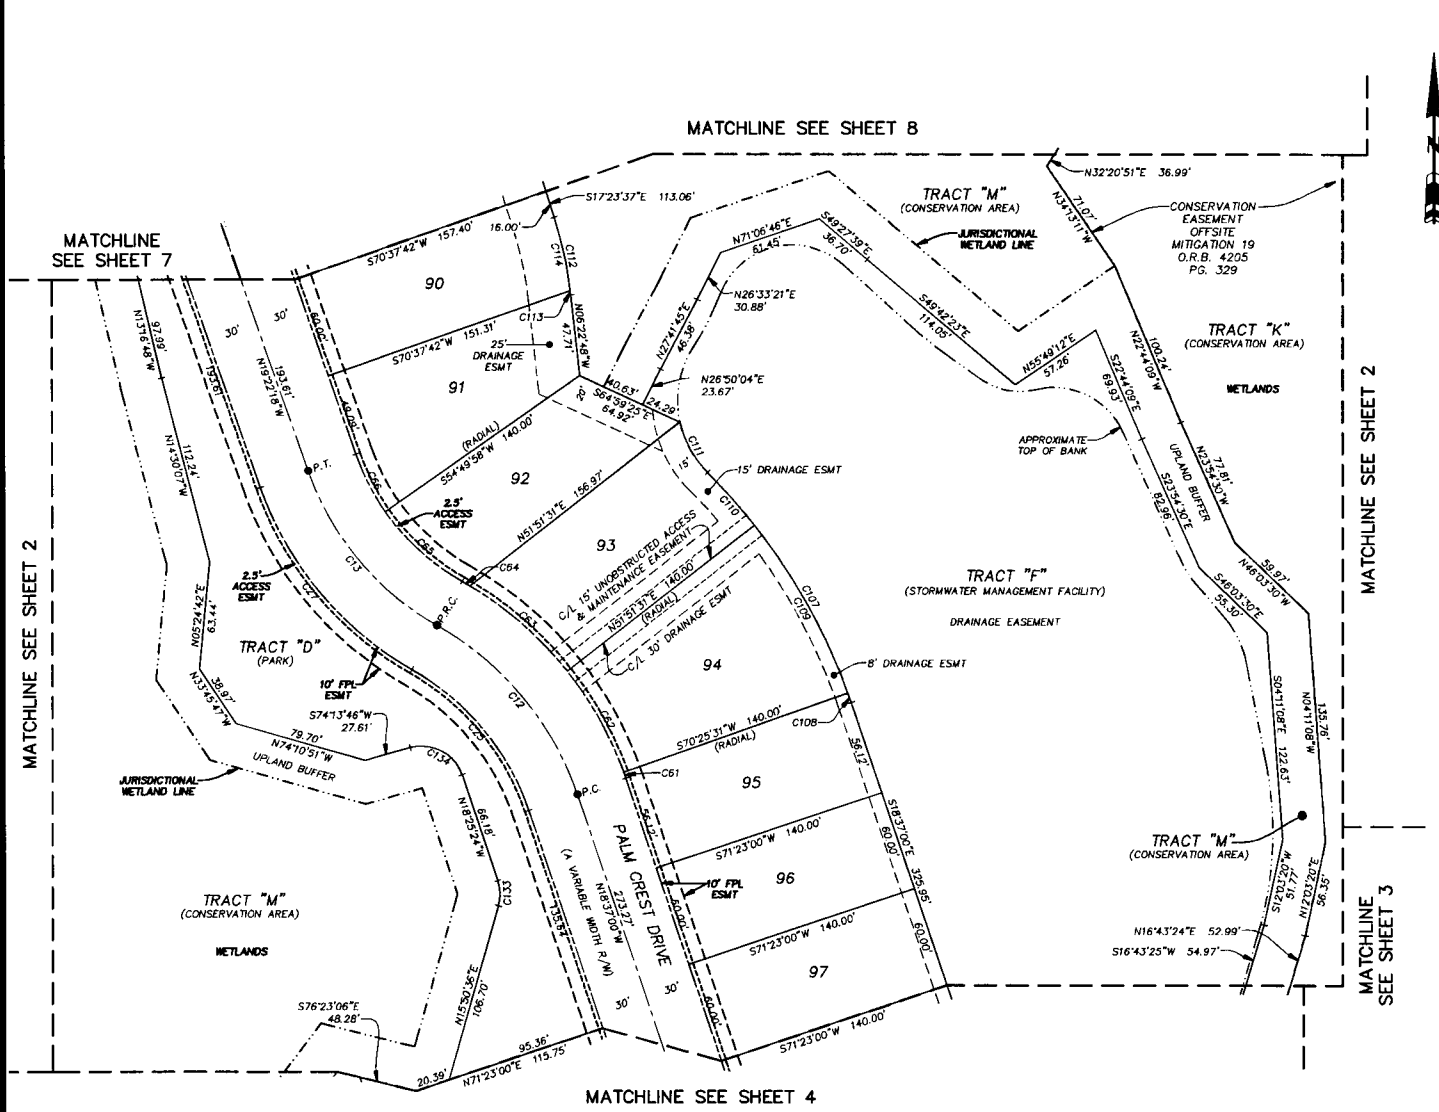 MATCHLINE SEE SHEET 8
N
N32°20'51"E 36.99'
S17°23'37"E 113.06'
16.00'
TRACT "M"
(CONSERVATION AREA)
JURISDICTIONAL
WETLAND LINE
71.07'
N34°13'11"W
CONSERVATION
EASEMENT
OFFSITE
MITIGATION 19
O.R.B. 4205
PG. 329
MATCHLINE
SEE SHEET 7
S70°37'42"W 157.40'
90
C112
C114
N71°06'46"E
61.45'
S49°27'39"E
36.70'
N26°33'21"E
30.88'
S49°42'23"E
114.05'
30'
30'
60.00'
N13°16'48"W
97.99'
193.61'
N19°22'18"W
193.61'
C113
S70°37'42"W 151.31'
25'
DRAINAGE
ESMT
N06°22'48"W
47.71'
N27°41'45"E
46.38'
N26°50'04"E
23.67'
N55°49'12"E
57.26'
S22°44'09"E
69.93'
100.24'
N22°44'09"W
TRACT "K"
(CONSERVATION AREA)
WETLANDS
91
49.09'
20'
40.63'
S64°59'25"E
64.92'
24.29'
(RADIAL)
S54°49'58"W 140.00'
92
C66
P.T.
C111
15'
15' DRAINAGE ESMT
APPROXIMATE
TOP OF BANK
UPLAND BUFFER
77.81'
N23°54'30"W
S23°54'30"E
82.96'
112.24'
N14°30'07"W
2.5'
ACCESS
ESMT
C65
N51°51'31"E 156.97'
93
C110
C64
C/L 15' UNOBSTRUCTED ACCESS
& MAINTENANCE EASEMENT
N51°51'31"E 140.00'
(RADIAL)
C/L 30' DRAINAGE ESMT
MATCHLINE SEE SHEET 2
MATCHLINE SEE SHEET 2
C13
2.5'
ACCESS
ESMT
C27
P.R.C.
C63
C107
C109
TRACT "F"
(STORMWATER MANAGEMENT FACILITY)
DRAINAGE EASEMENT
59.97'
N46°03'30"W
S46°03'30"E
55.30'
N05°24'42"E
63.44'
TRACT "D"
(PARK)
10' FPL
ESMT
94
8' DRAINAGE ESMT
38.97'
N33°45'47"W
S74°13'46"W
27.61'
79.70'
N74°10'51"W
UPLAND BUFFER
C134
C25
C12
C62
S70°25'31"W 140.00'
(RADIAL)
C108
S04°11'08"E 122.63'
N04°11'08"W
135.76'
JURISDICTIONAL
WETLAND LINE
C61
P.C.
95
56.12'
56.12'
66.18'
N18°25'24"W
S71°23'00"W 140.00'
S18°37'00"E 325.95'
60.00'
TRACT "M"
(CONSERVATION AREA)
PALM CREST DRIVE
(A VARIABLE WIDTH R/W)
96
10' FPL
ESMT
60.00'
C133
TRACT "M"
(CONSERVATION AREA)
WETLANDS
135.52'
N18°37'00"W
273.27'
S71°23'00"W 140.00'
60.00'
S12°03'20"W
51.77'
N12°03'20"E
56.35'
N16°43'24"E 52.99'
S16°43'25"W 54.97'
MATCHLINE
SEE SHEET 3
97
S76°23'06"E
48.28'
N15°50'36"E
106.70'
30'
30'
60.00'
S71°23'00"W 140.00'
20.39'
95.36'
N71°23'00"E 115.75'
MATCHLINE SEE SHEET 4